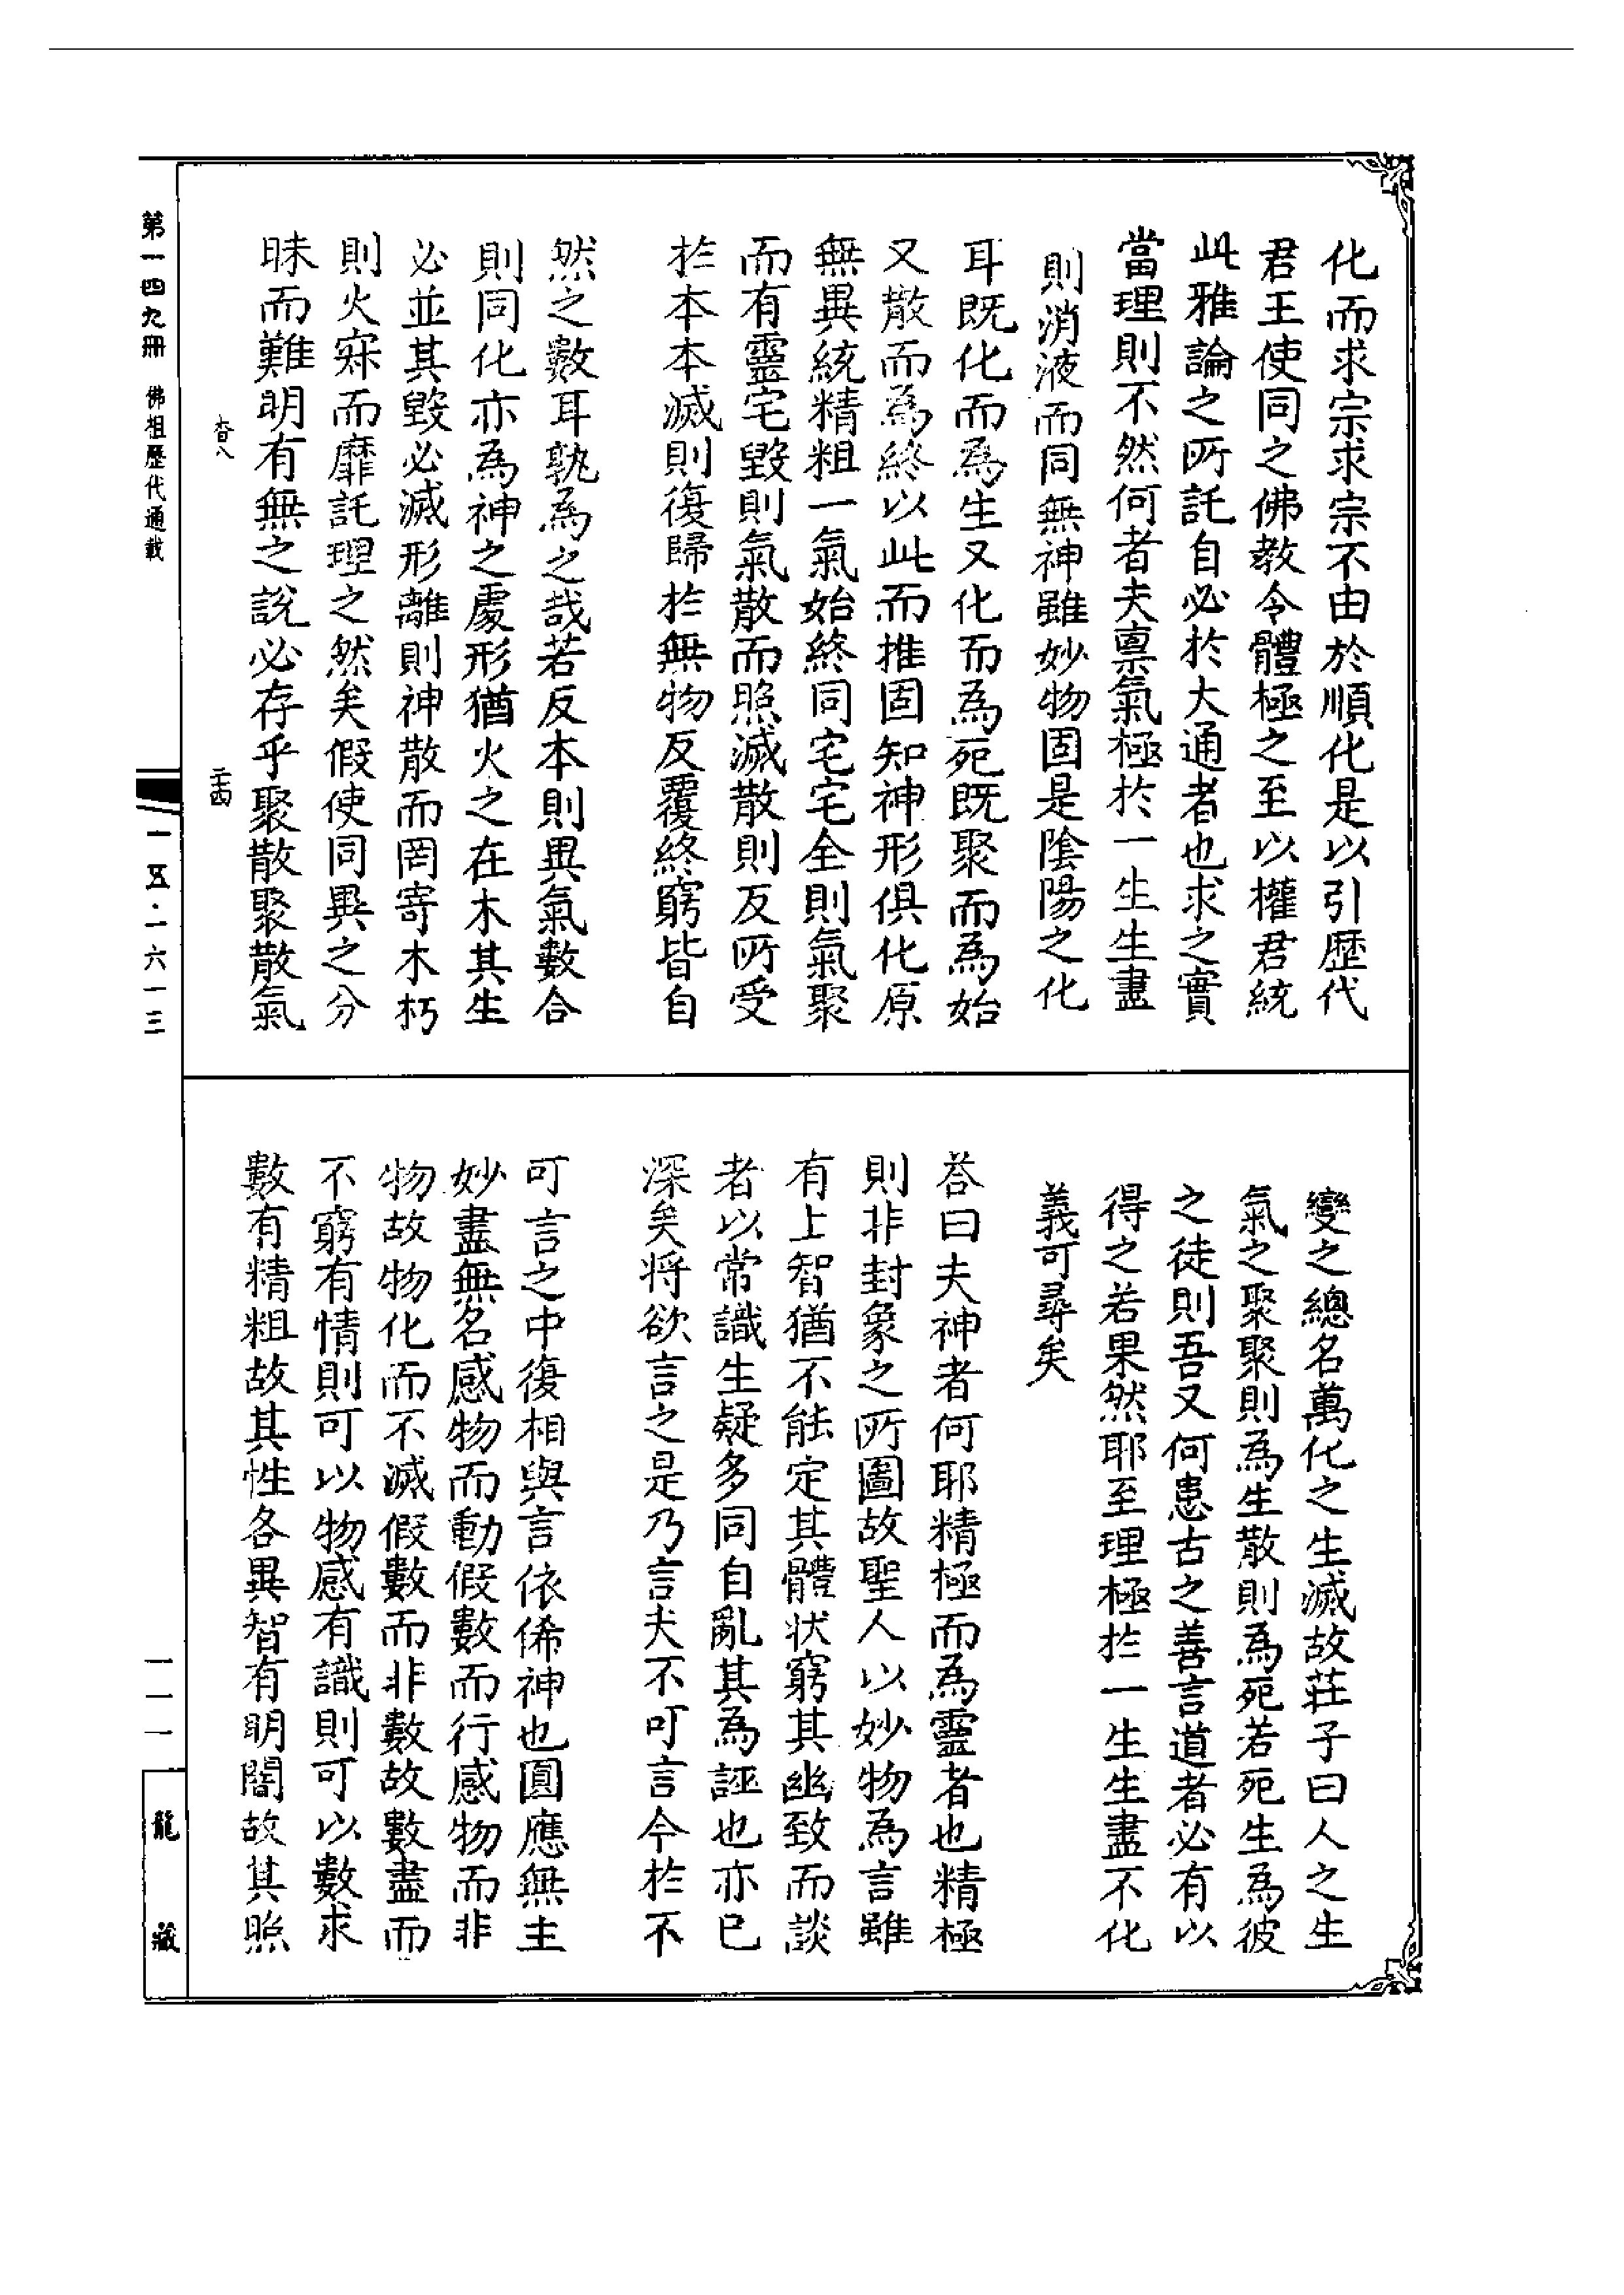 化而求宗求宗不由於順化是以引歷代
君王使同之佛教令體極之至以權君統
此雅論之所託自必於大通者也求之實
當理則不然何者夫禀氣極於一生生盡
則消液而同無神雖妙物固是陰陽之化
耳既化而為生又化而為死既聚而為始
又散而為終以此而推固知神形俱化原
無異統精粗一氣始終同宅宅全則氣聚
而有靈宅毀則氣散而照滅散則反所受
於本本滅則復歸於無物反覆終窮皆自
然之數耳孰為之哉若反本則異氣數合
則同化亦為神之處形猶火之在木其生
必並其毀必滅形離則神散而罔寄木朽
則火寐而靡託理之然矣假使同異之分
昧而難明有無之說必存乎聚散聚散氣
變之總名萬化之生滅故莊子曰人之生
氣之聚聚則為生散則為死若死生為彼
之徒則吾又何患古之善言道者必有以
得之若果然耶至理極於一生生盡不化
義可尋矣
荅曰夫神者何耶精極而為靈者也精極
則非封象之所圖故聖人以妙物為言雖
有上智猶不能定其體狀窮其幽致而談
者以常識生疑多同自亂其為誣也亦已
深矣將欲言之是乃言夫不可言今於不
可言之中復相與言依俙神也圓應無主
妙盡無名感物而動假數而行感物而非
物故物化而不滅假數而非數故數盡而
不窮有情則可以物感有識則可以數求
數有精粗故其性各異智有明闇故其照
杳八
二十四
第一四九冊 佛祖歷代通載
一五·一六一三
一一一
龍藏